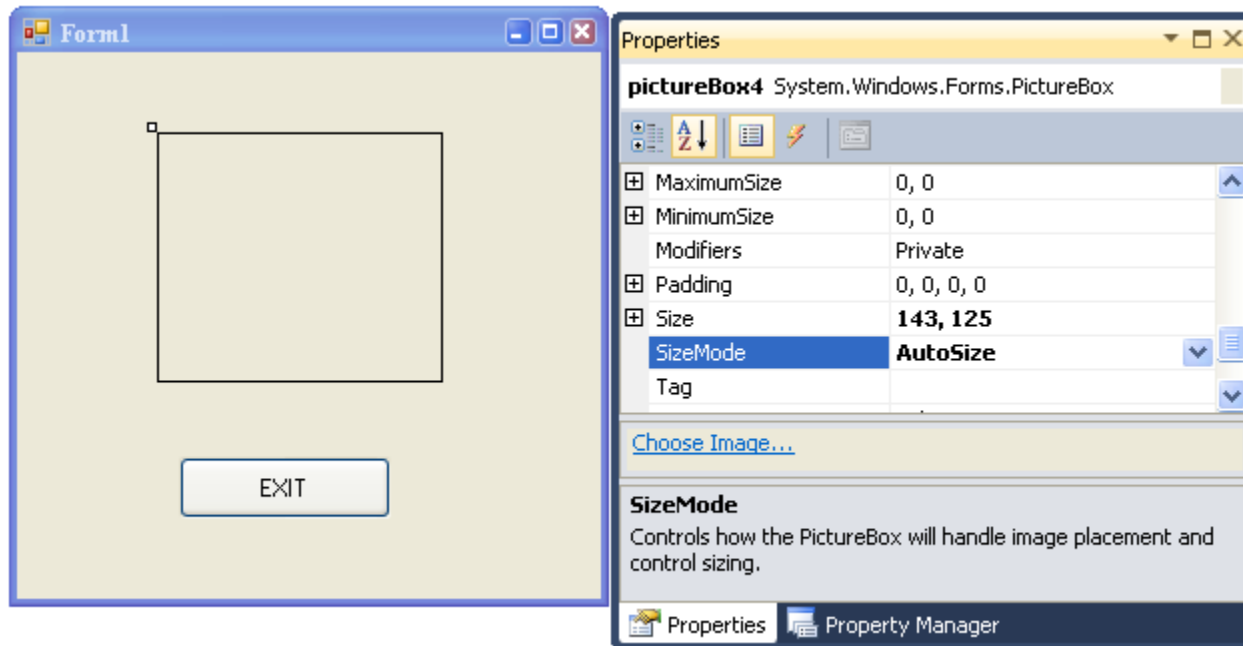 Form1
EXIT
Properties
pictureBox4 System.Windows.Forms.PictureBox
MaximumSize 0, 0
MinimumSize 0, 0
Modifiers Private
Padding 0, 0, 0, 0
Size 143, 125
SizeMode AutoSize
Tag
Choose Image...
SizeMode
Controls how the PictureBox will handle image placement and
control sizing.
Properties Property Manager